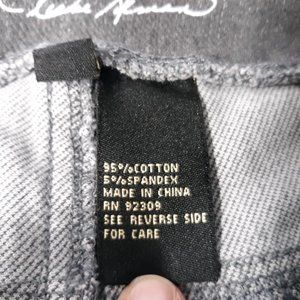 95%COTTON
5%SPANDEX
MADE IN CHINA
RN 92309
SEE REVERSE SIDE
FOR CARE